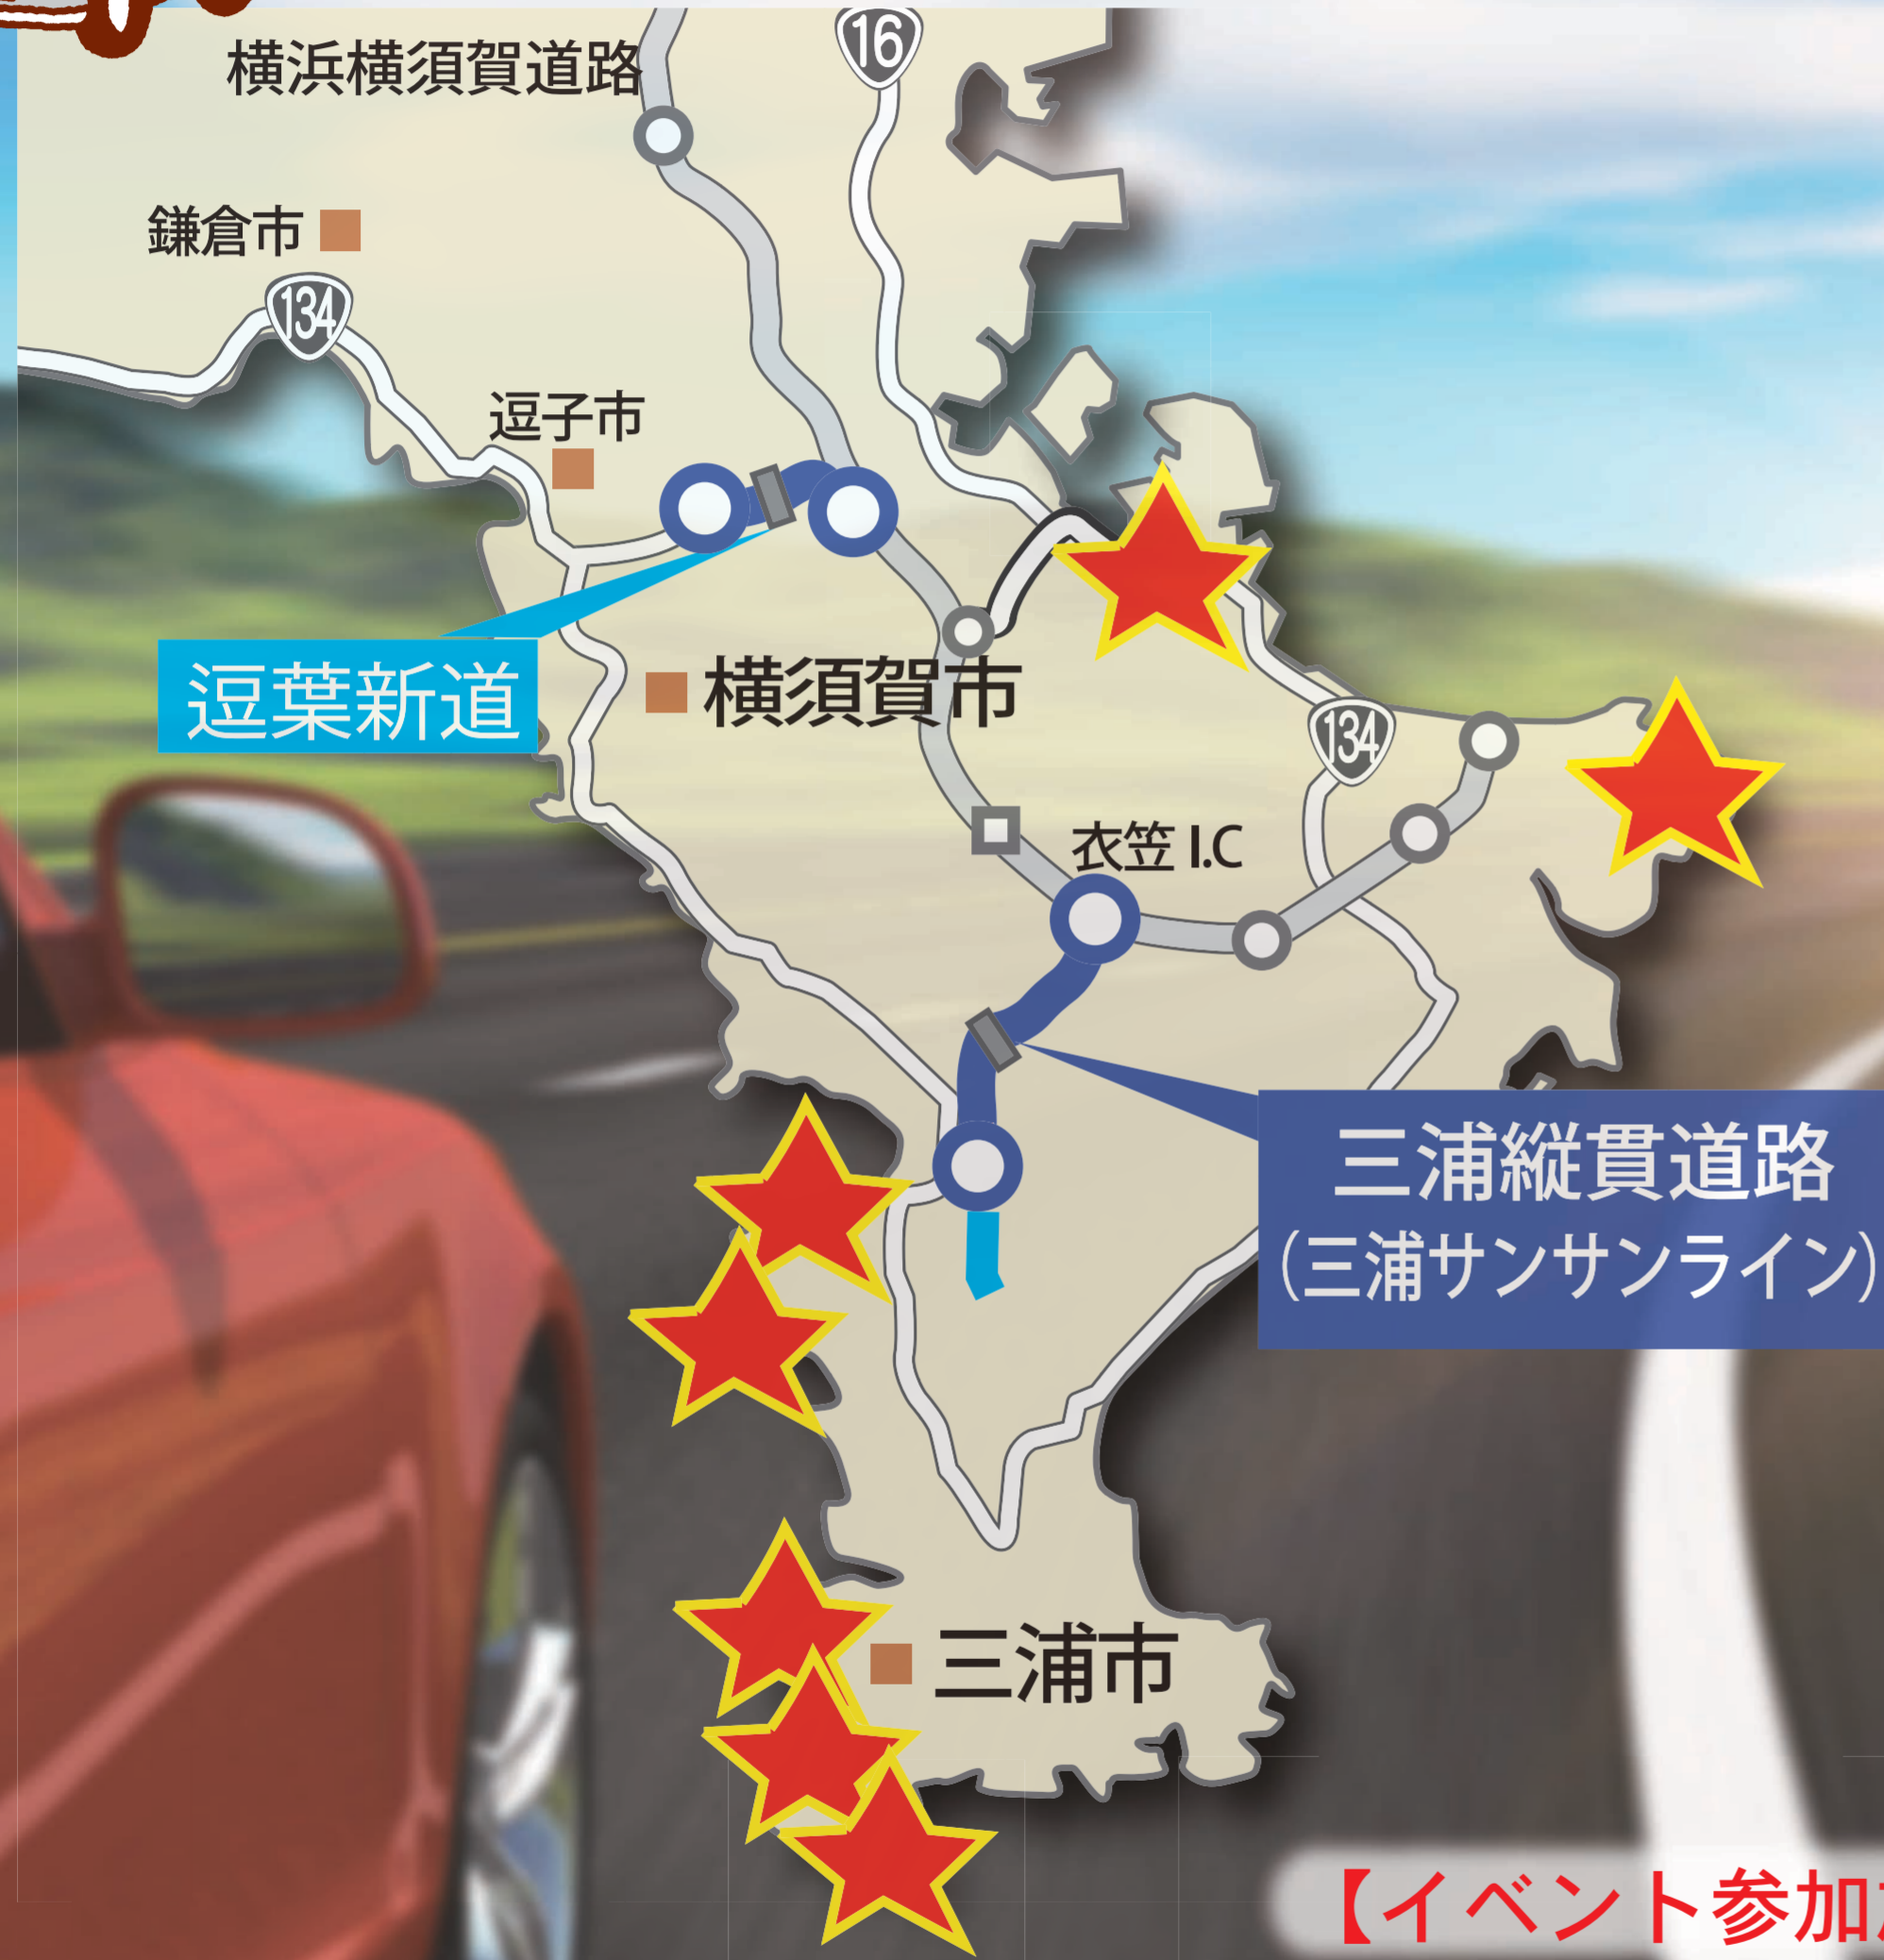 横浜横須賀道路
16
鎌倉市
134
逗子市
逗葉新道
横須賀市
134
衣笠 I.C
三浦縦貫道路
(三浦サンサンライン)
三浦市
【イベント参加